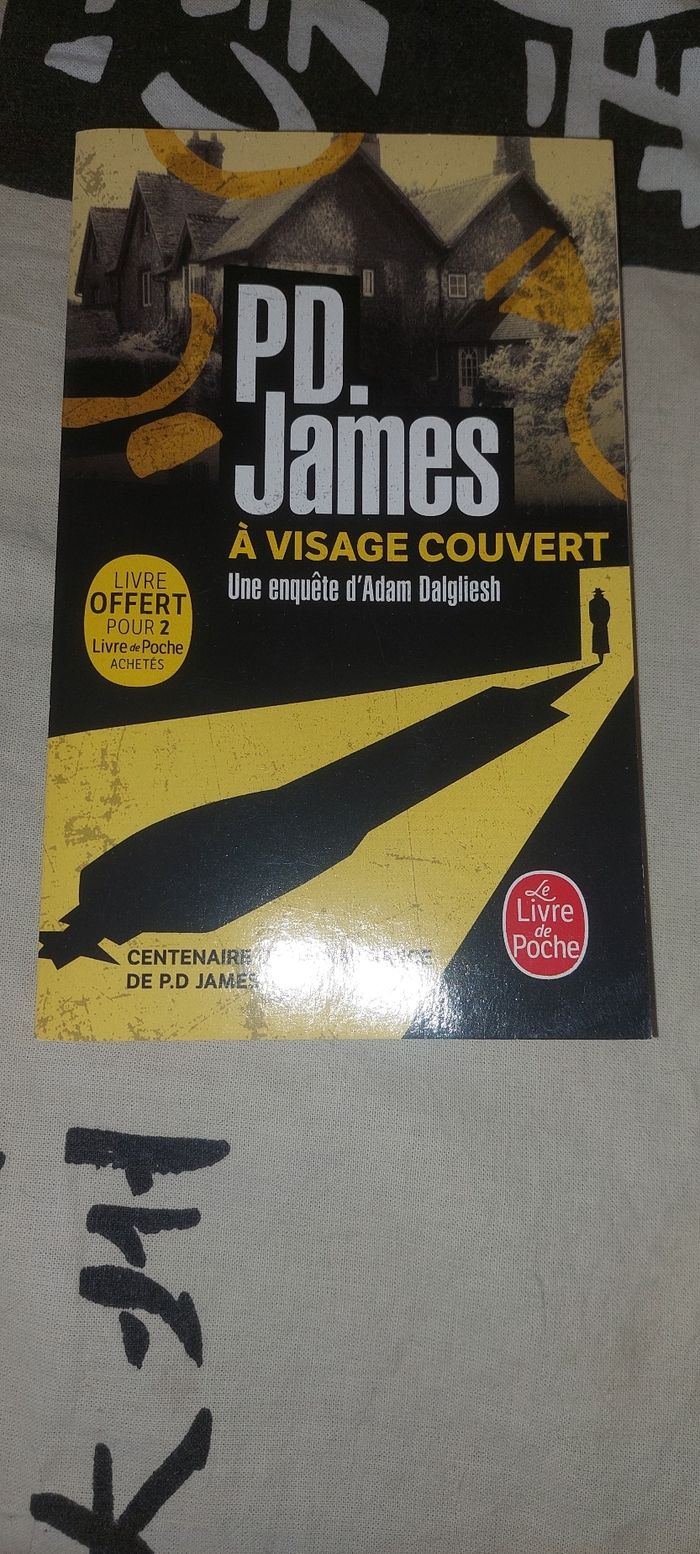 P.D.
James
À VISAGE COUVERT
Une enquête d'Adam Dalgliesh
LIVRE
OFFERT
POUR 2
Livre de Poche
ACHETÉS
CENTENAIRE
DE P.D JAMES
Le
Livre
de
Poche